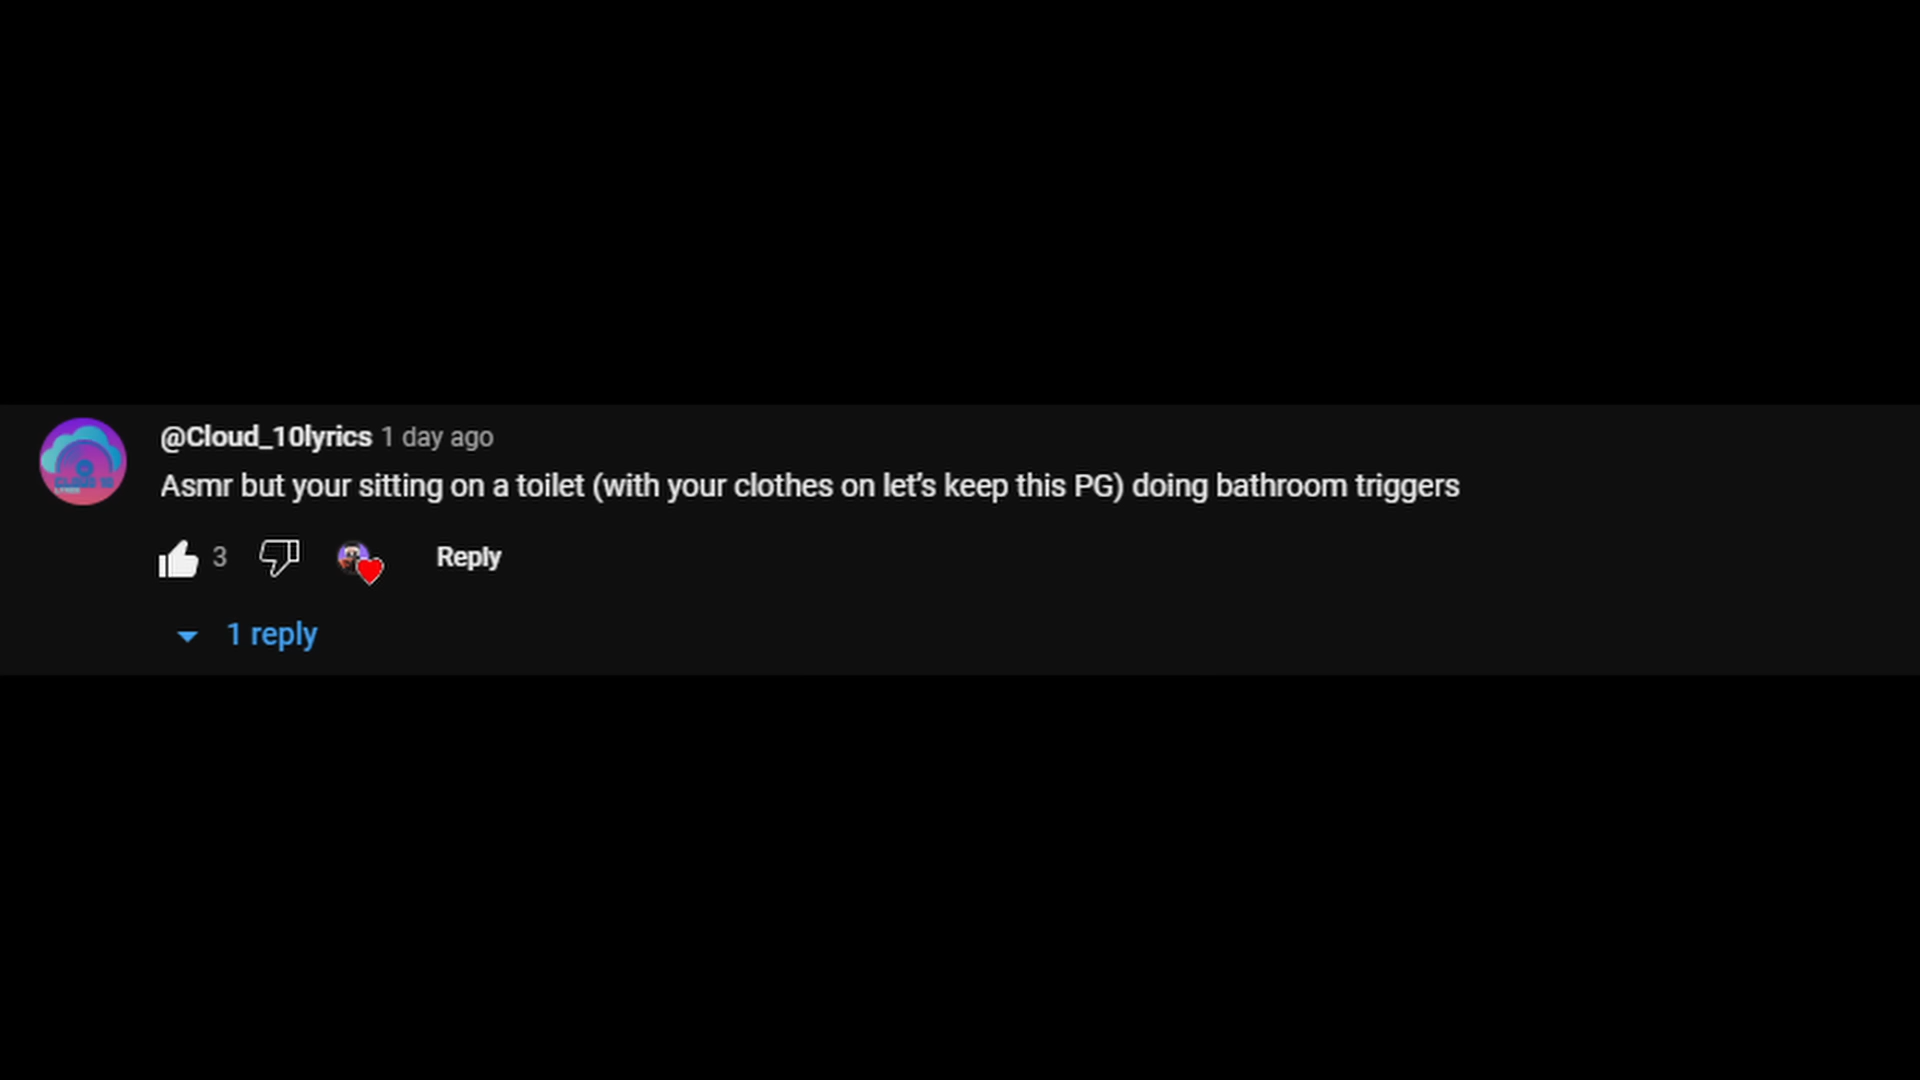 @Cloud_10lyrics 1 day ago
Asmr but your sitting on a toilet (with your clothes on let's keep this PG) doing bathroom triggers
3
Reply
1 reply